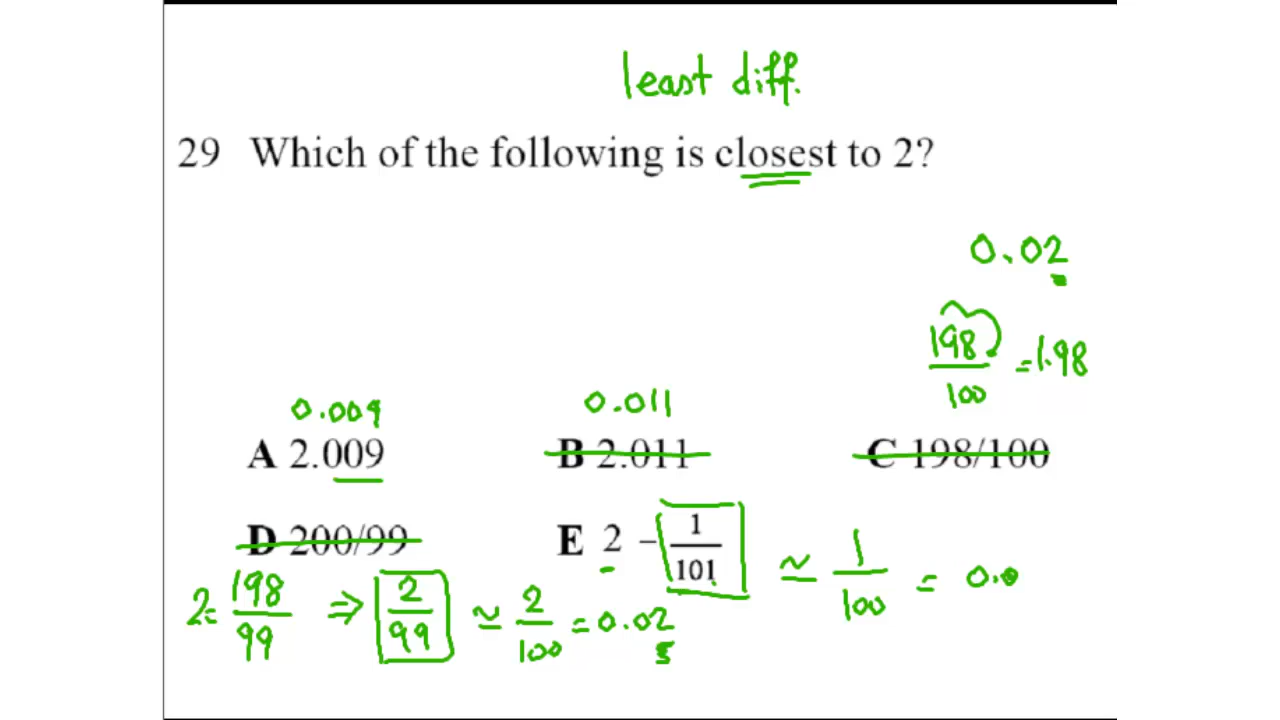 least diff.
29 Which of the following is closest to 2?
0.02
198/100 = 1.98
0.009 0.011
A 2.009 B 2.011 C 198/100
D 200/99 E 2 − 1/101 ≃ 1/100 = 0.0
2 = 198/99 ⇒ 2/99 ≃ 2/100 = 0.02